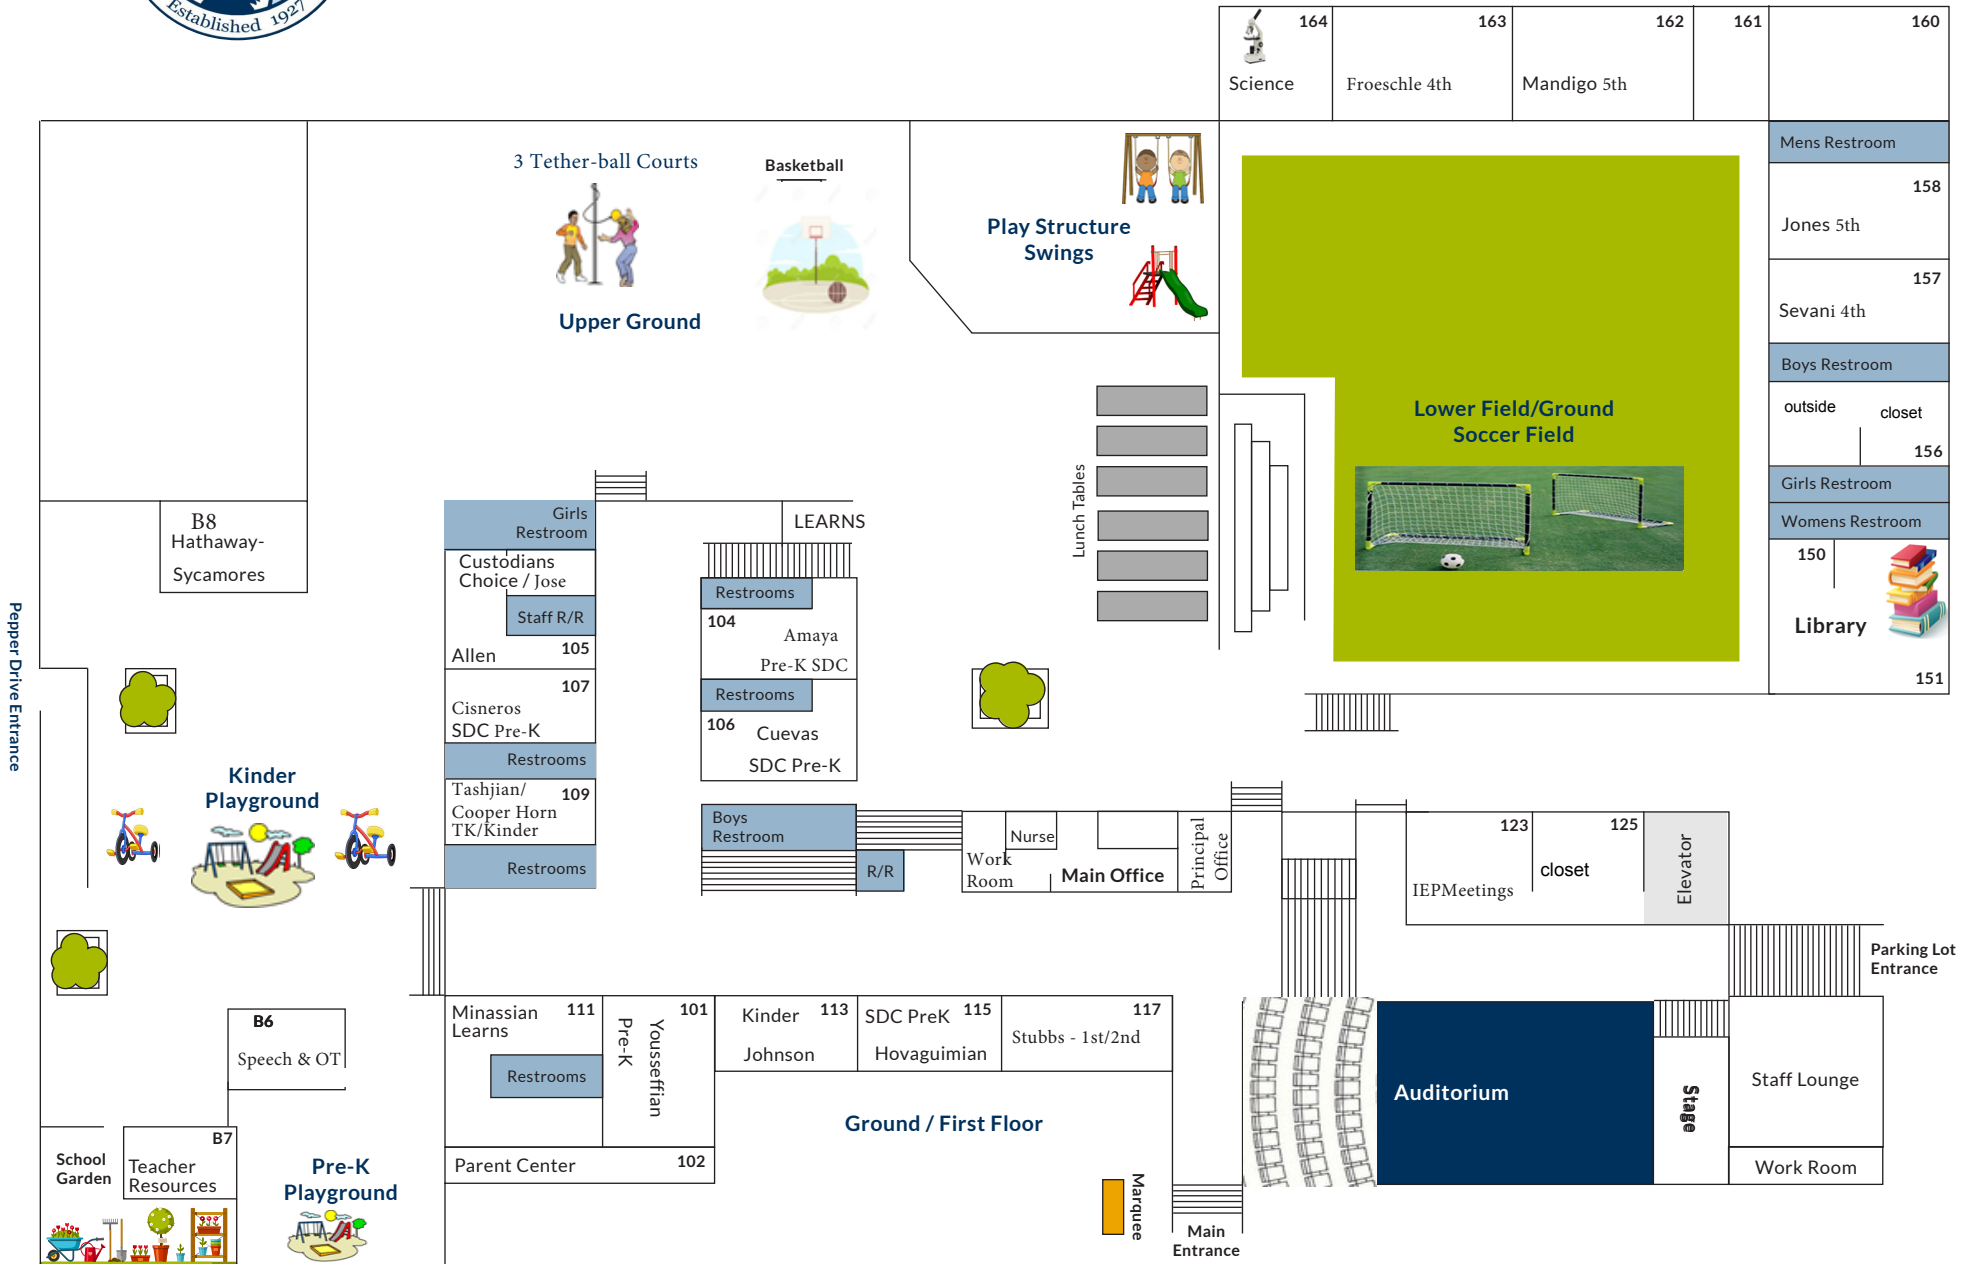 Established 1927
164
Science
163
Froeschle 4th
162
Mandigo 5th
161
160
Mens Restroom
158
Jones 5th
157
Sevani 4th
Boys Restroom
outside
closet
156
Girls Restroom
Womens Restroom
150
Library
151
3 Tether-ball Courts
Basketball
Upper Ground
Play Structure
Swings
Lower Field/Ground
Soccer Field
Lunch Tables
B8
Hathaway-
Sycamores
Pepper Drive Entrance
Girls
Restroom
Custodians
Choice / Jose
Staff R/R
105
Allen
107
Cisneros
SDC Pre-K
Restrooms
Tashjian/
109
Cooper Horn
TK/Kinder
Restrooms
LEARNS
Restrooms
104
Amaya
Pre-K SDC
Restrooms
106
Cuevas
SDC Pre-K
Boys
Restroom
R/R
Nurse
Work
Room
Main Office
Principal
Office
123
IEPMeetings
125
closet
Elevator
Parking Lot
Entrance
Kinder
Playground
B6
Speech & OT
B7
Teacher
Resources
School
Garden
Pre-K
Playground
Minassian
Learns
111
Restrooms
101
Youssefian
Pre-K
Parent Center
102
Kinder
113
Johnson
SDC PreK
115
Hovaguimian
117
Stubbs - 1st/2nd
Ground / First Floor
Marquee
Main
Entrance
Auditorium
Stage
Staff Lounge
Work Room